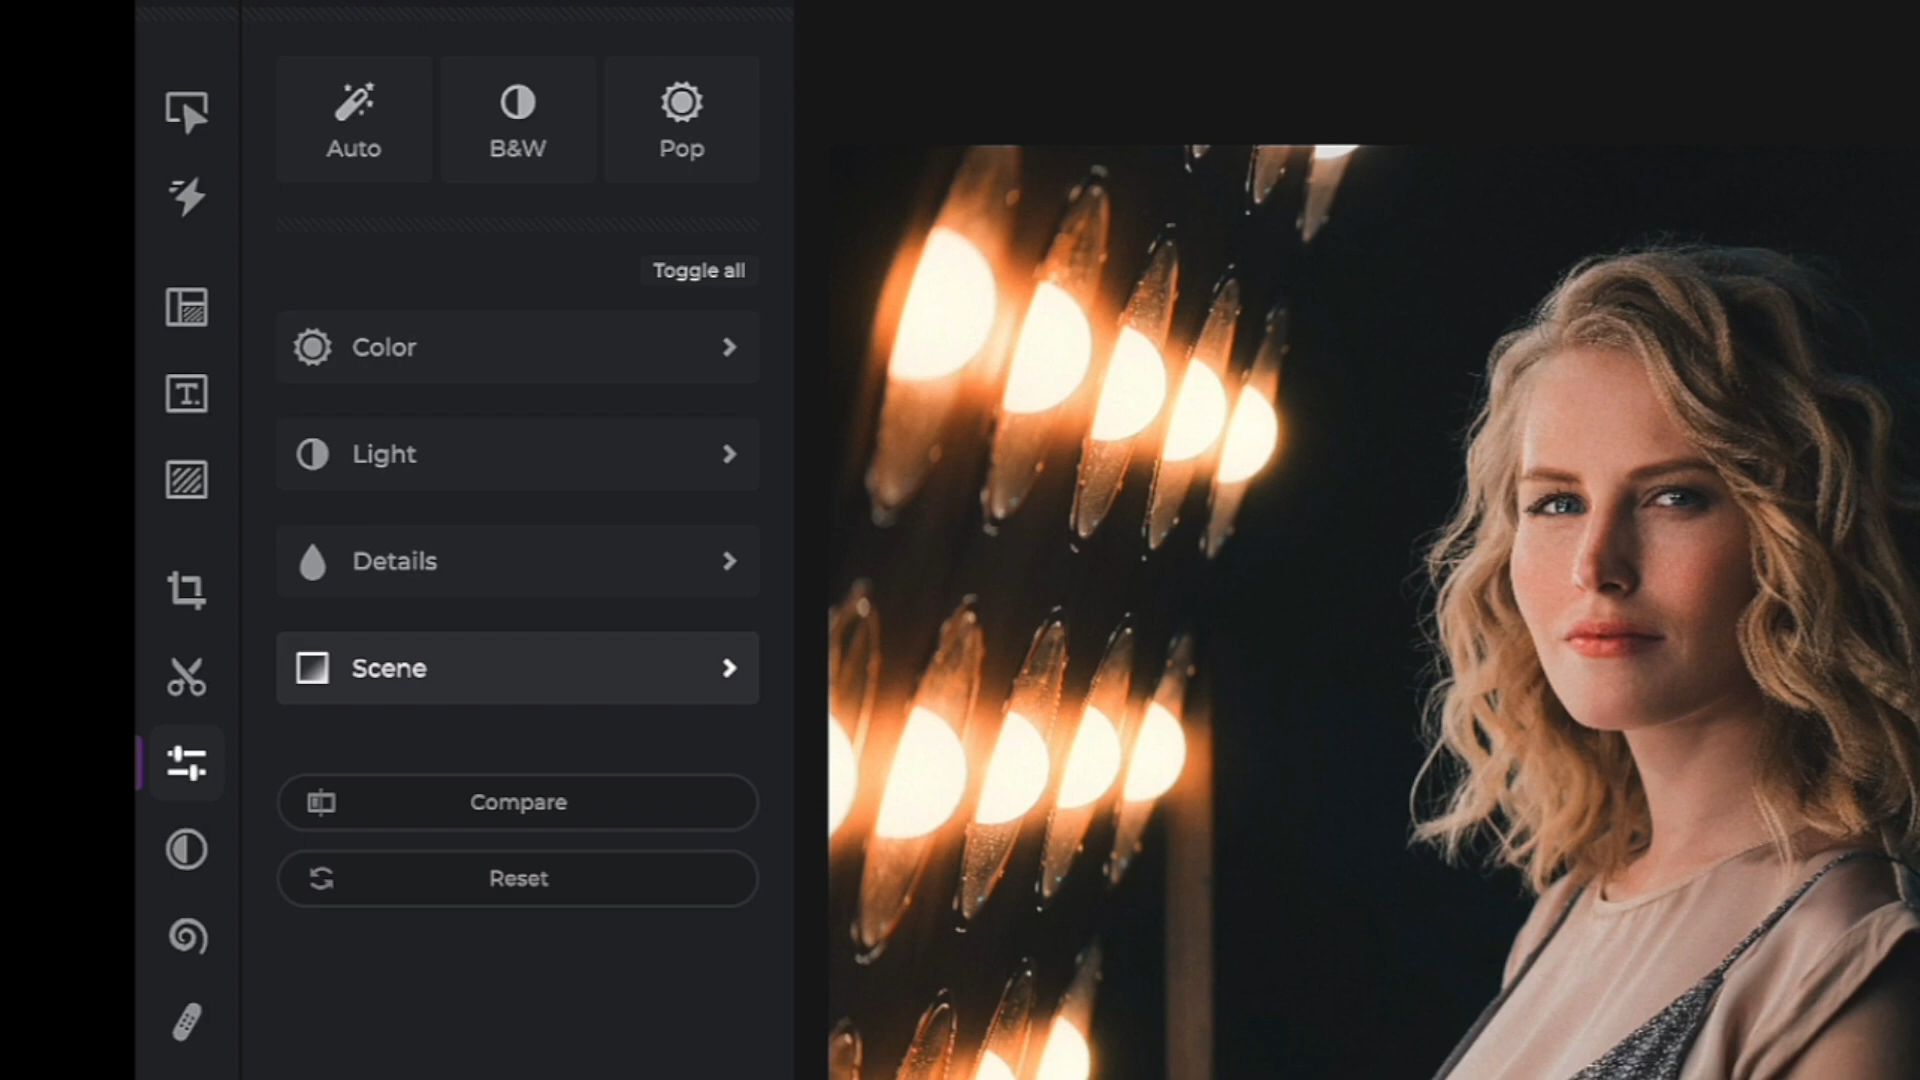 Auto
B&W
Pop
Toggle all
Color
Light
Details
Scene
Compare
Reset
T.